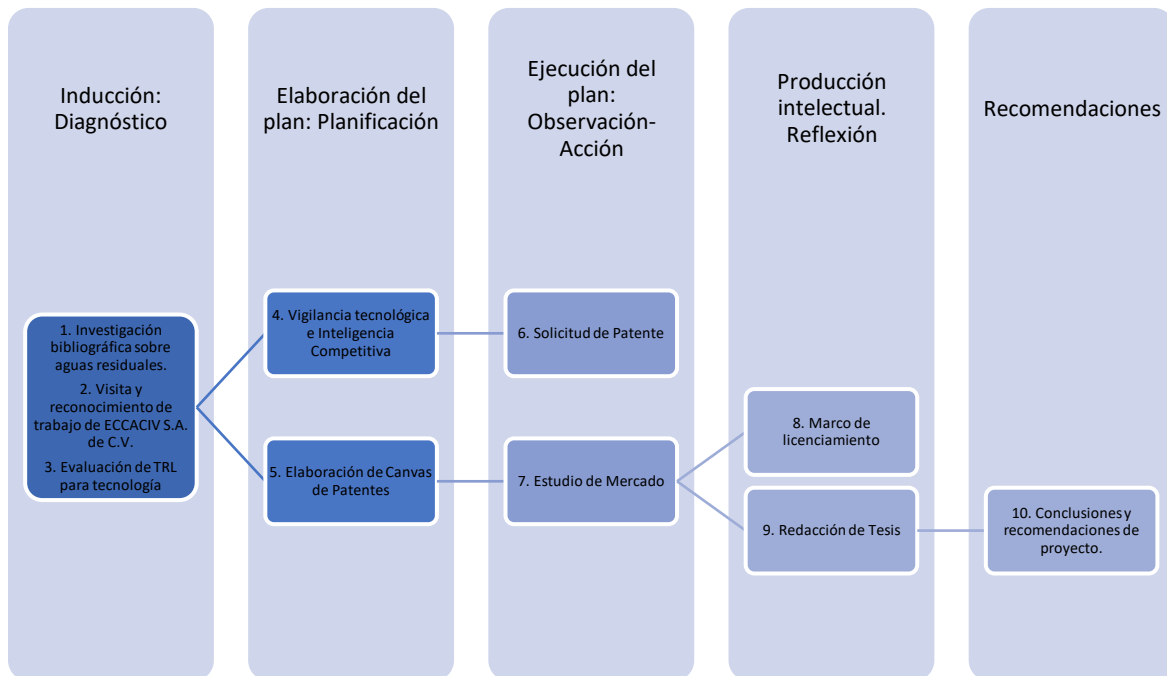 Inducción:
Diagnóstico
Elaboración del
plan: Planificación
Ejecución del
plan:
Observación-
Acción
Producción
intelectual.
Reflexión
Recomendaciones
1. Investigación
bibliográfica sobre
aguas residuales.
2. Visita y
reconocimiento de
trabajo de ECCACIV S.A.
de C.V.
3. Evaluación de TRL
para tecnología
4. Vigilancia tecnológica
e Inteligencia
Competitiva
5. Elaboración de Canvas
de Patentes
6. Solicitud de Patente
7. Estudio de Mercado
8. Marco de
licenciamiento
9. Redacción de Tesis
10. Conclusiones y
recomendaciones de
proyecto.